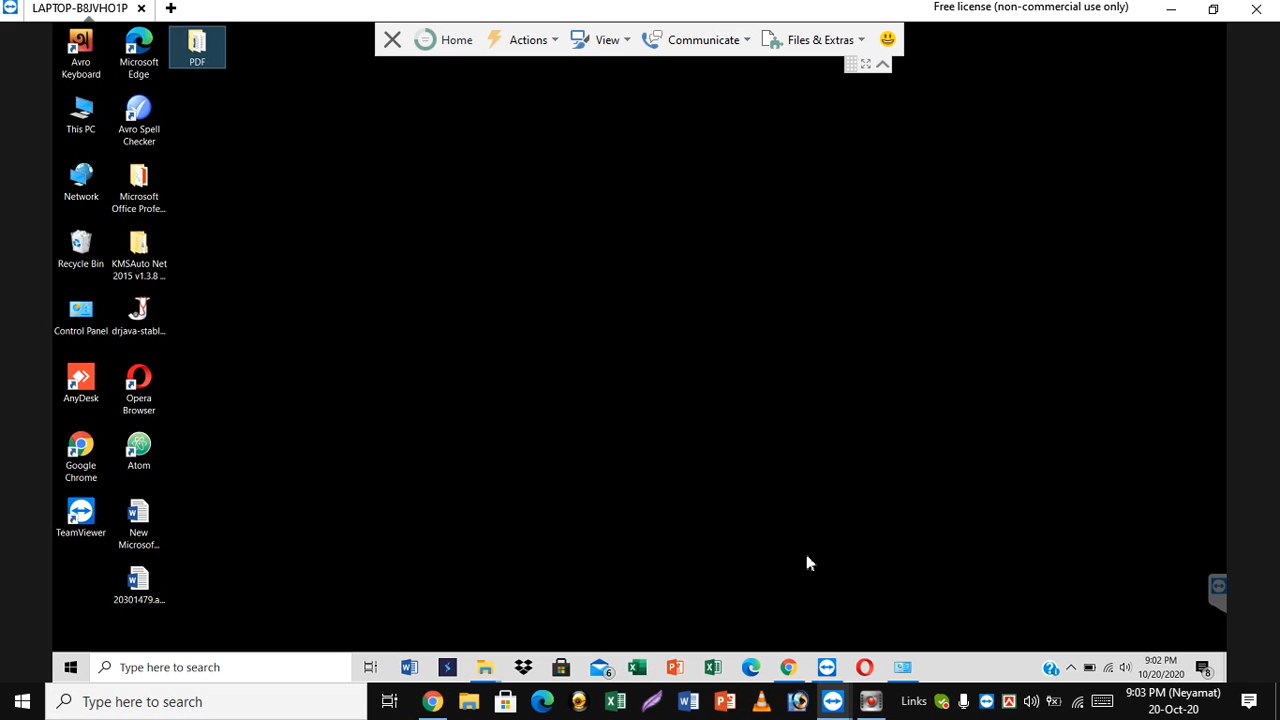 LAPTOP-B8JVHO1P
Free license (non-commercial use only)
Home
Actions
View
Communicate
Files & Extras
Avro
Keyboard
Microsoft
Edge
PDF
This PC
Avro Spell
Checker
Network
Microsoft
Office Profe...
Recycle Bin
KMSAuto Net
2015 v1.3.8 ...
Control Panel
drjava-stabl...
AnyDesk
Opera
Browser
Google
Chrome
Atom
TeamViewer
New
Microsof...
20301479.a...
Type here to search
6
9:02 PM
10/20/2020
8
Type here to search
Links
9:03 PM (Neyamat)
20-Oct-20